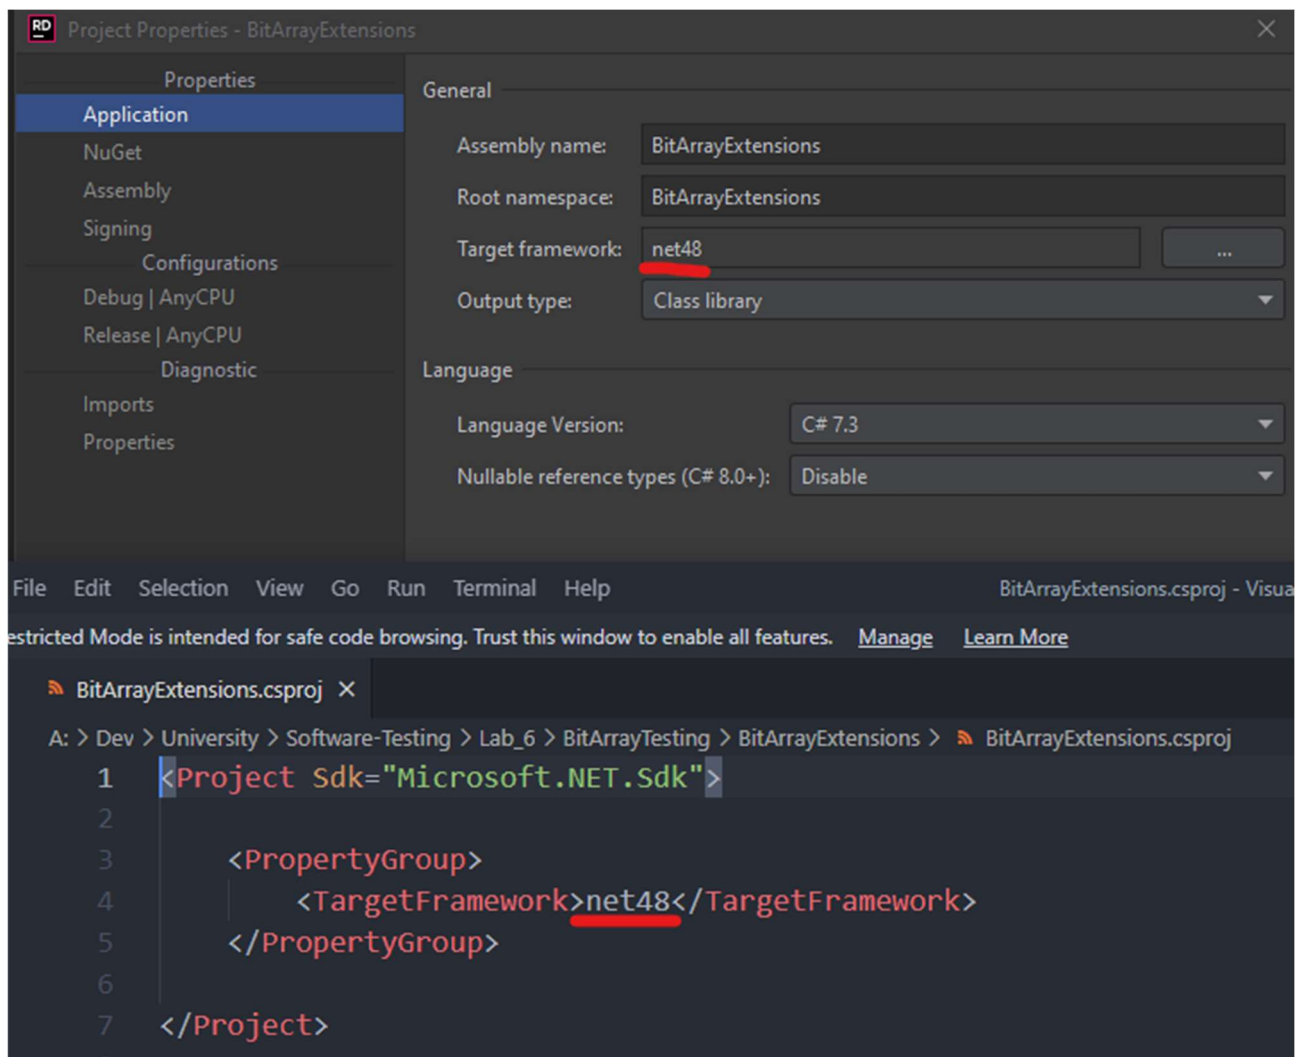 RD Project Properties - BitArrayExtensions
Properties
Application
NuGet
Assembly
Signing
Configurations
Debug | AnyCPU
Release | AnyCPU
Diagnostic
Imports
Properties
General
Assembly name: BitArrayExtensions
Root namespace: BitArrayExtensions
Target framework: net48 ...
Output type: Class library
Language
Language Version: C# 7.3
Nullable reference types (C# 8.0+): Disable
File Edit Selection View Go Run Terminal Help BitArrayExtensions.csproj - Visua
estricted Mode is intended for safe code browsing. Trust this window to enable all features. Manage Learn More
BitArrayExtensions.csproj
A: > Dev > University > Software-Testing > Lab_6 > BitArrayTesting > BitArrayExtensions > BitArrayExtensions.csproj
1 <Project Sdk="Microsoft.NET.Sdk">
2
3 <PropertyGroup>
4 <TargetFramework>net48</TargetFramework>
5 </PropertyGroup>
6
7 </Project>